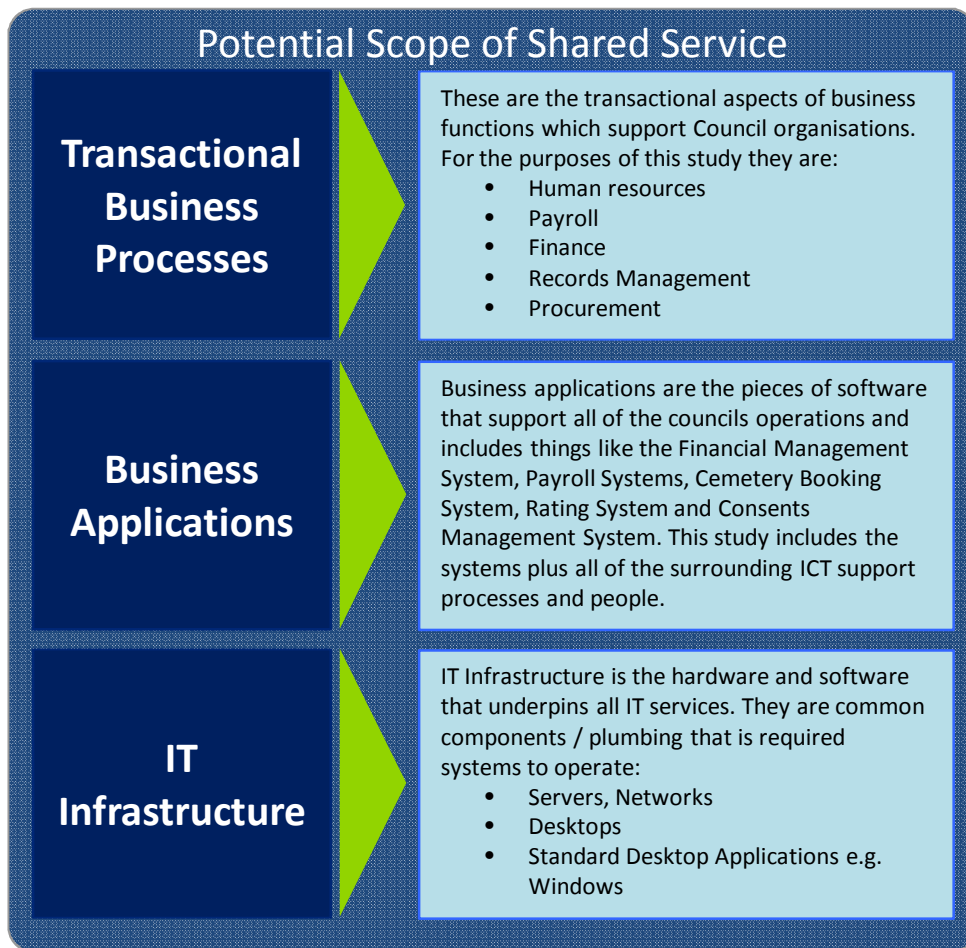 Potential Scope of Shared Service
Transactional
Business
Processes
These are the transactional aspects of business
functions which support Council organisations.
For the purposes of this study they are:
• Human resources
• Payroll
• Finance
• Records Management
• Procurement
Business
Applications
Business applications are the pieces of software
that support all of the councils operations and
includes things like the Financial Management
System, Payroll Systems, Cemetery Booking
System, Rating System and Consents
Management System. This study includes the
systems plus all of the surrounding ICT support
processes and people.
IT
Infrastructure
IT Infrastructure is the hardware and software
that underpins all IT services. They are common
components / plumbing that is required
systems to operate:
• Servers, Networks
• Desktops
• Standard Desktop Applications e.g.
Windows